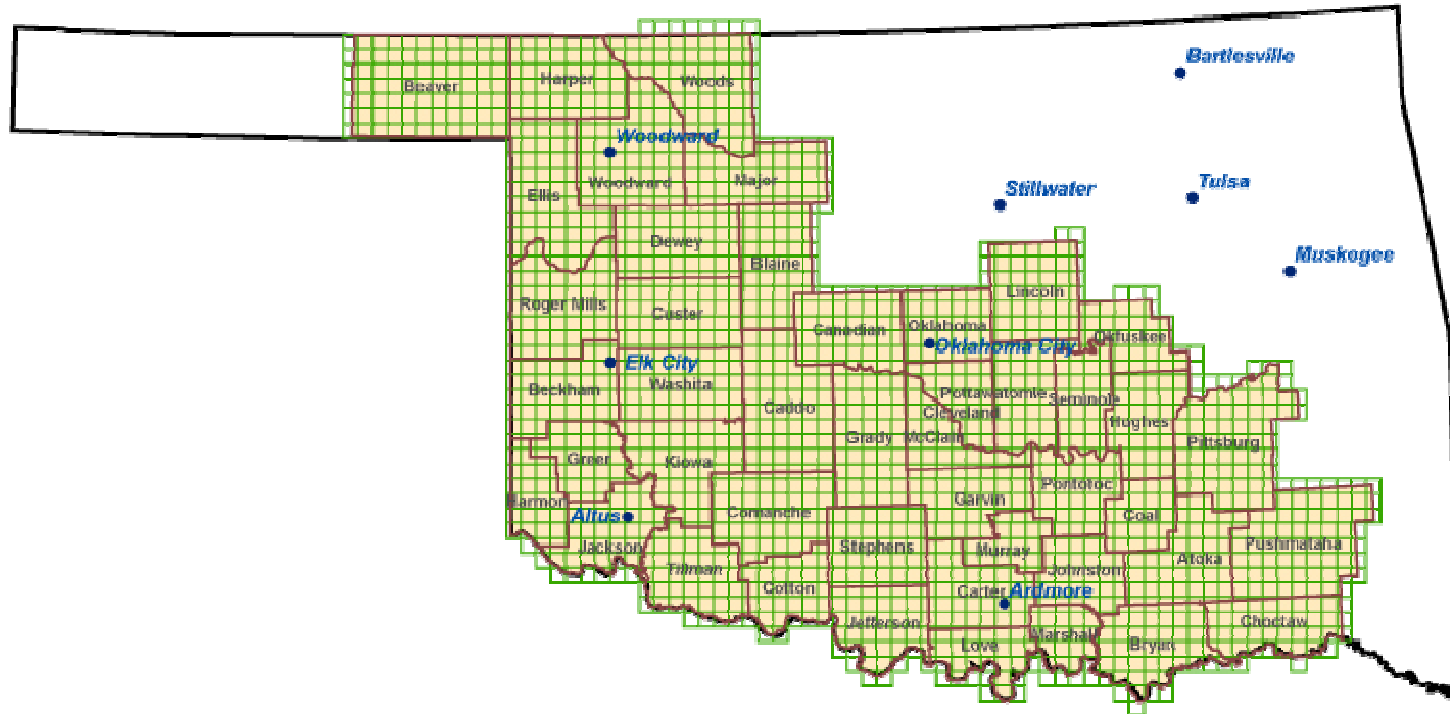 Bartlesville
Harper
Woods
Beaver
Woodward
Stillwater
Tulsa
Woodward
Major
Ellis
Dewey
Muskogee
Blaine
Lincoln
Roger Mills
Custer
Canadian
Oklahoma
Okfuskee
Oklahoma City
Elk City
Washita
Beckham
Pottawatomie
Seminole
Caddo
Cleveland
Hughes
Grady
McClain
Pittsburg
Greer
Kiowa
Pontotoc
Harmon
Garvin
Comanche
Altus
Coal
Jackson
Stephens
Murray
Pushmataha
Atoka
Tillman
Johnston
Cotton
Carter
Ardmore
Jefferson
Choctaw
Marshall
Love
Bryan